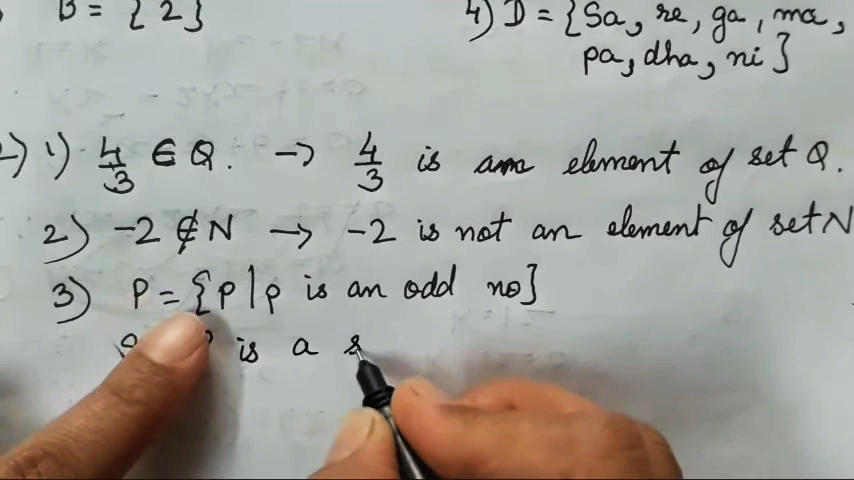 B = { 2 }
4) D = { Sa, re, ga, ma,
pa, dha, ni }
1) 4/3 ∈ Q. → 4/3 is an element of set Q.
2) -2 ∉ N → -2 is not an element of set N
3) P = { p | p is an odd no }
is a s